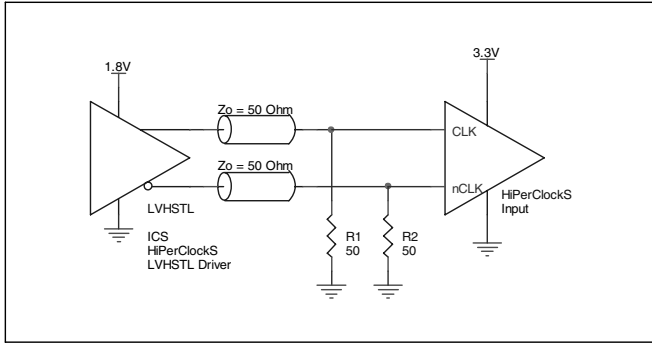 1.8V
3.3V
Zo = 50 Ohm
CLK
Zo = 50 Ohm
nCLK
HiPerClockS
Input
LVHSTL
ICS
HiPerClockS
LVHSTL Driver
R1
50
R2
50